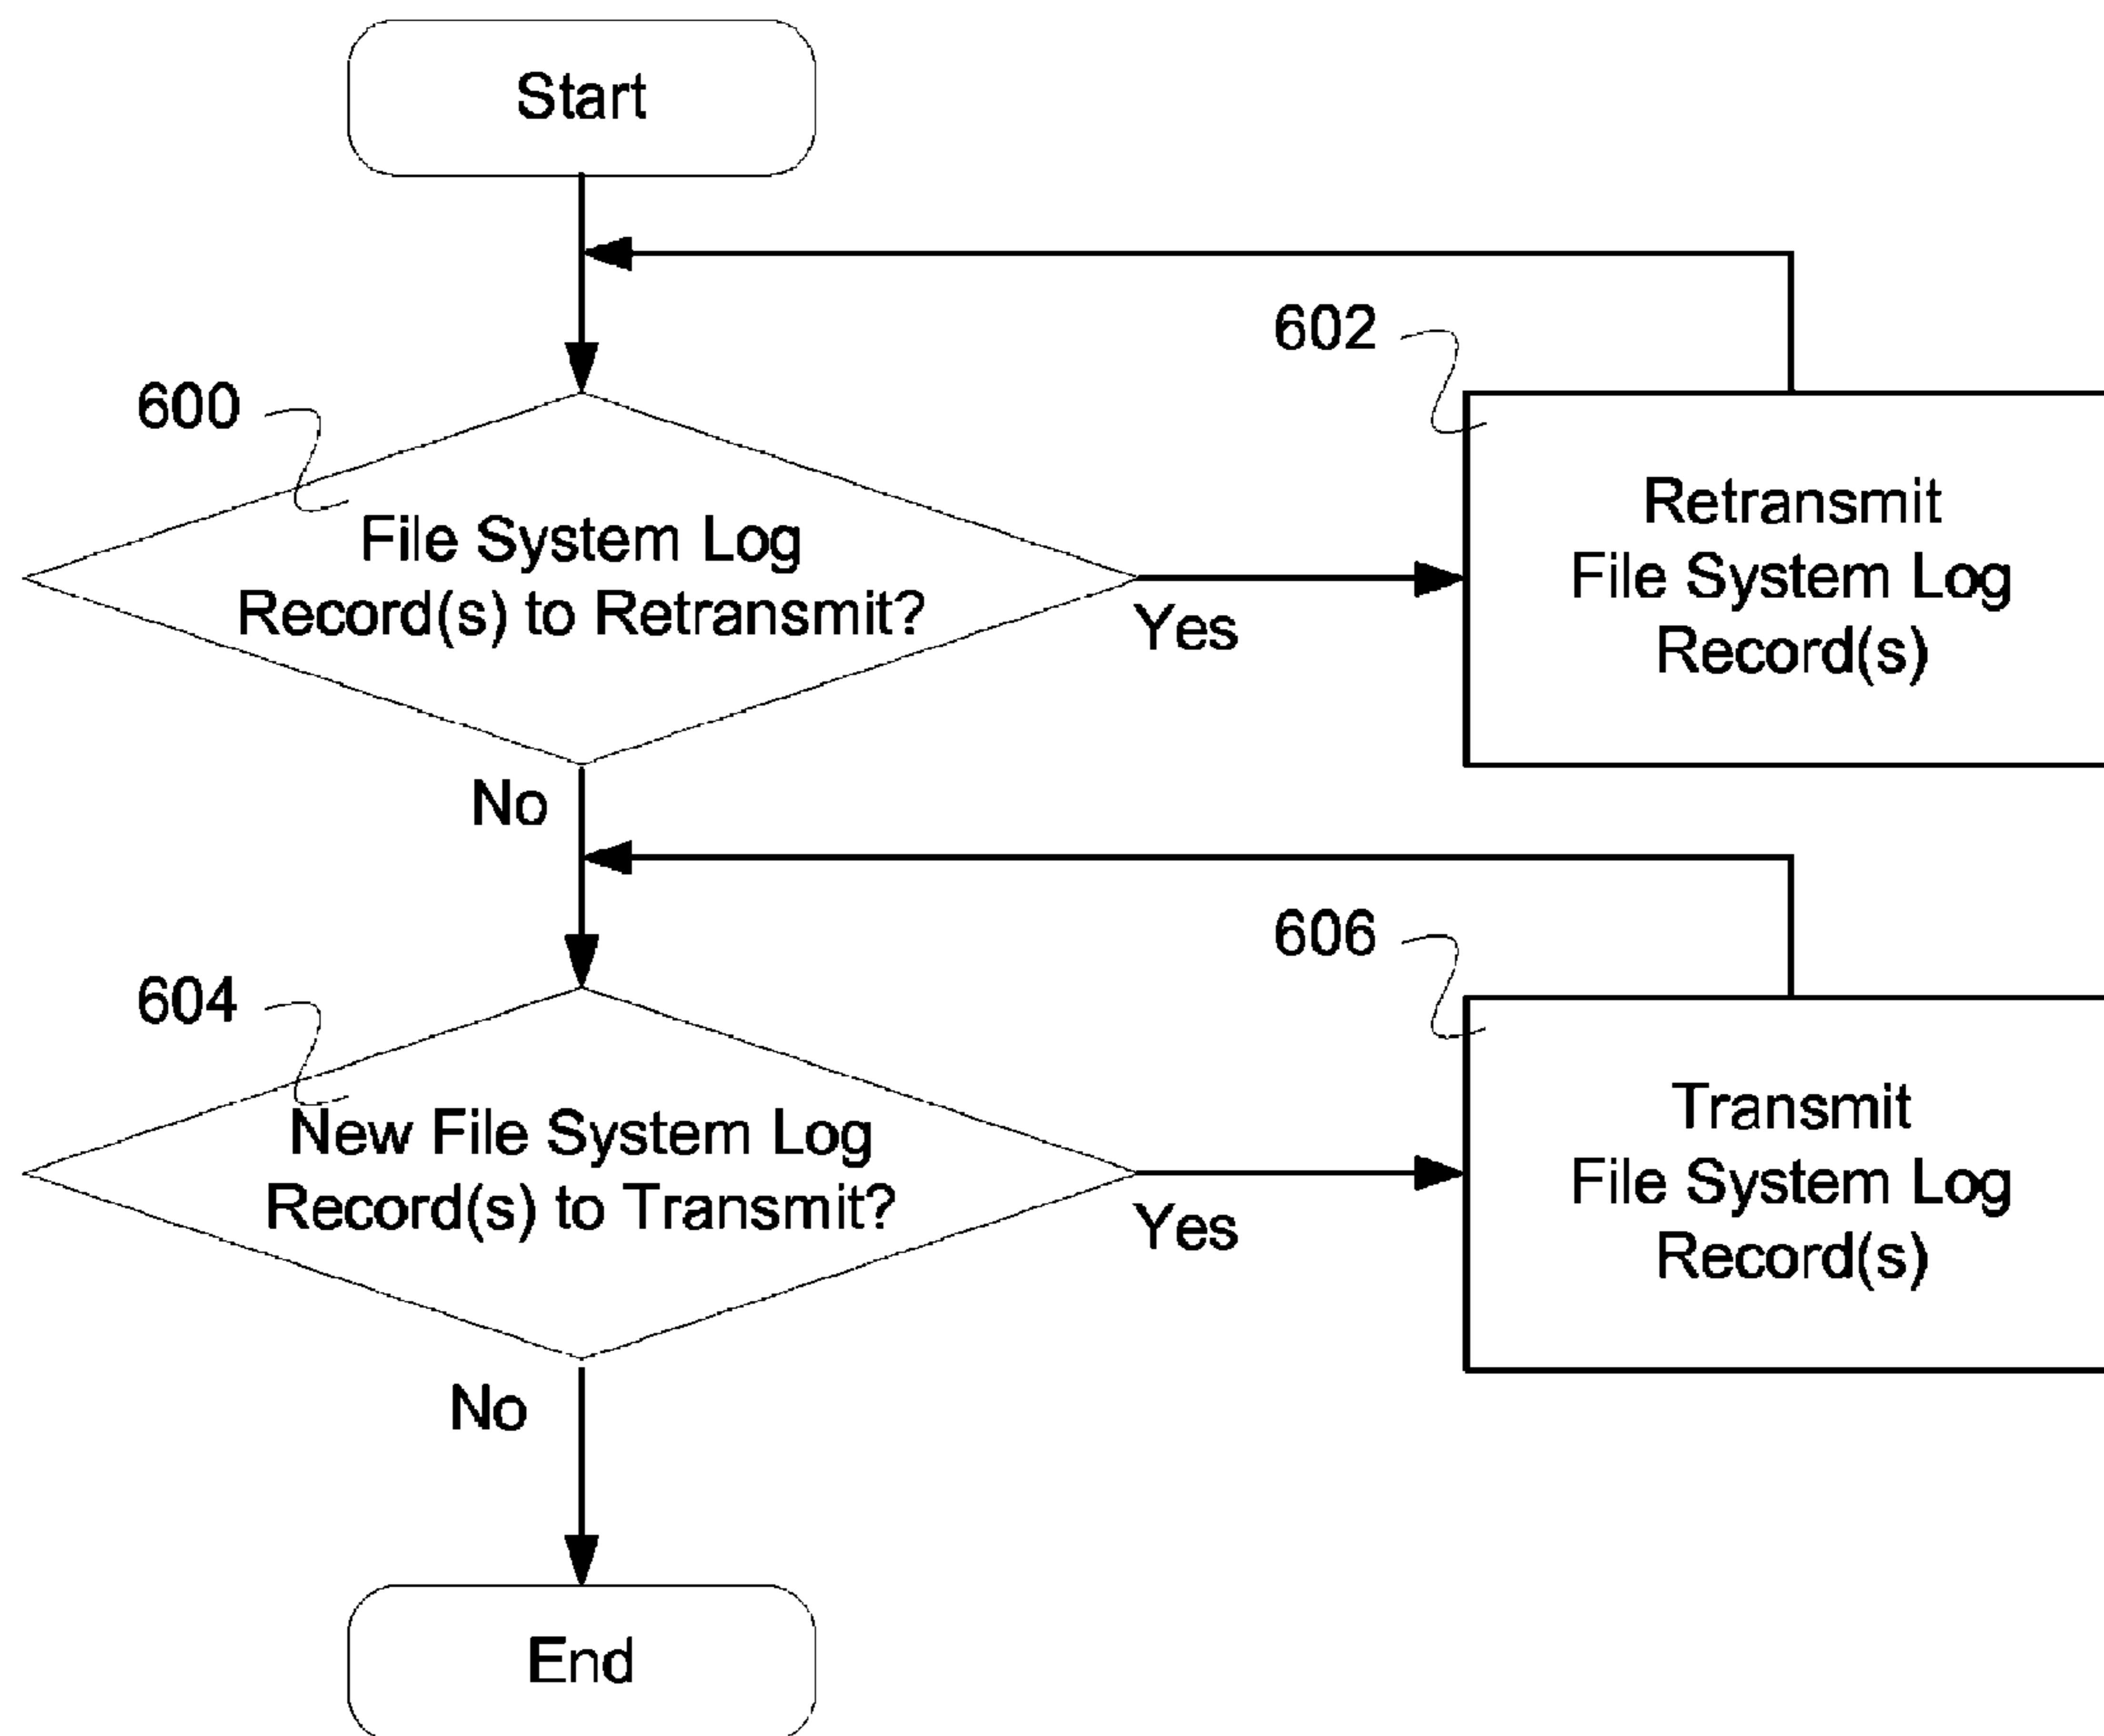 Start
602
600
File System Log
Record(s) to Retransmit?
Yes
Retransmit
File System Log
Record(s)
No
606
604
New File System Log
Record(s) to Transmit?
Yes
Transmit
File System Log
Record(s)
No
End